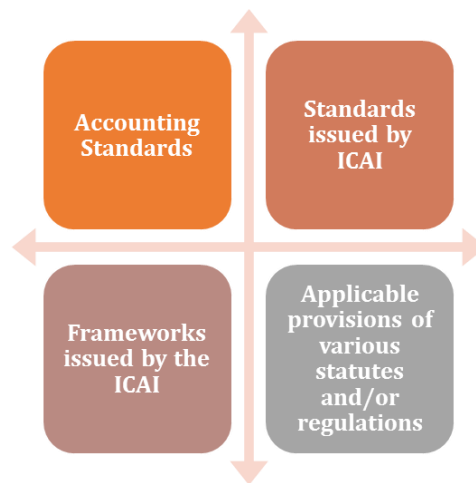 Accounting
Standards
Standards
issued by
ICAI
Frameworks
issued by the
ICAI
Applicable
provisions of
various
statutes
and/or
regulations